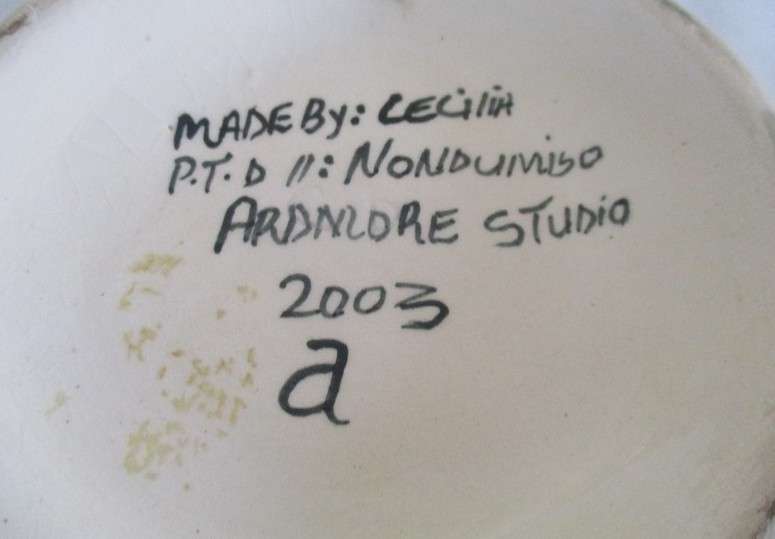 MADE By: CECiliA
P.T.D //: NONDUMiSO
ARDMORE STUDiO
2003
a